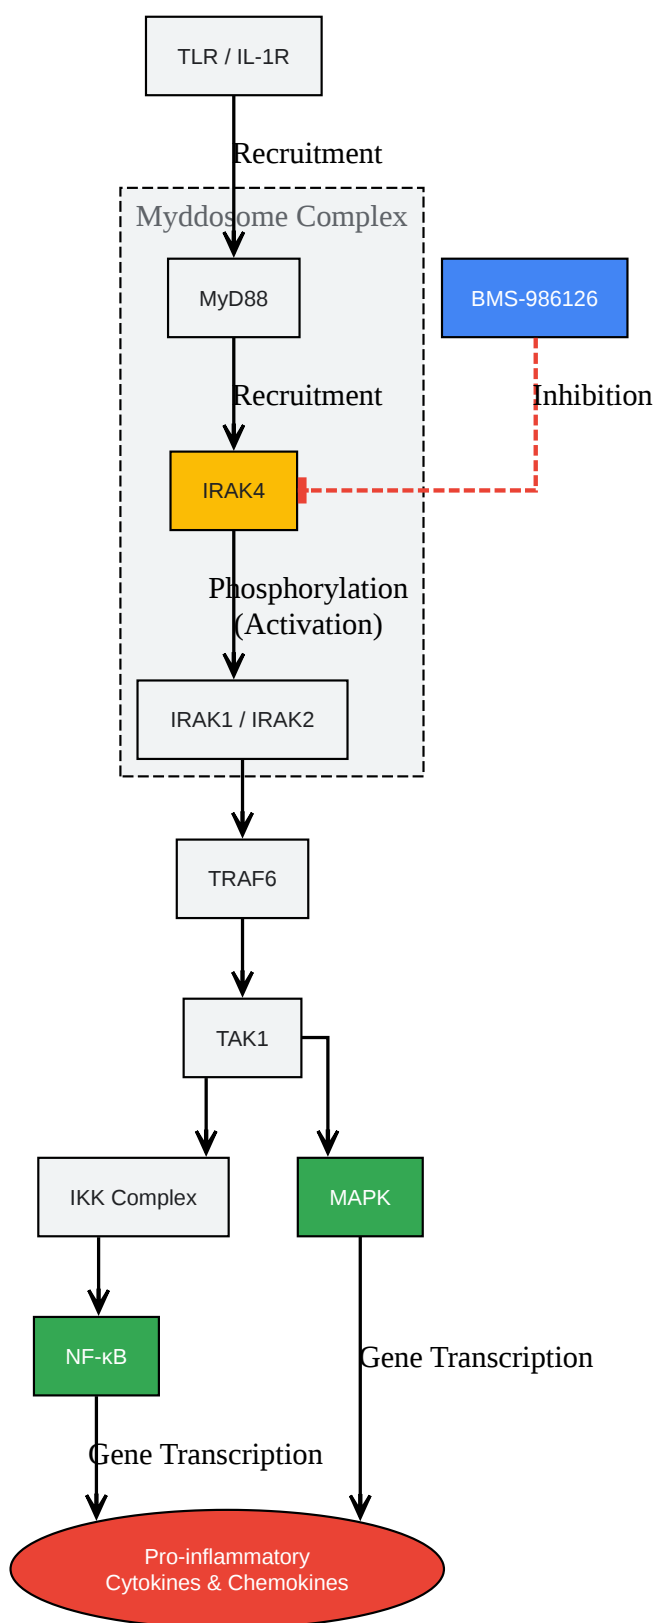 TLR / IL-1R
Recruitment
Myddosome Complex
MyD88
BMS-986126
Recruitment
Inhibition
IRAK4
Phosphorylation
(Activation)
IRAK1 / IRAK2
TRAF6
TAK1
IKK Complex
MAPK
NF-κB
Gene Transcription
Gene Transcription
Pro-inflammatory
Cytokines & Chemokines